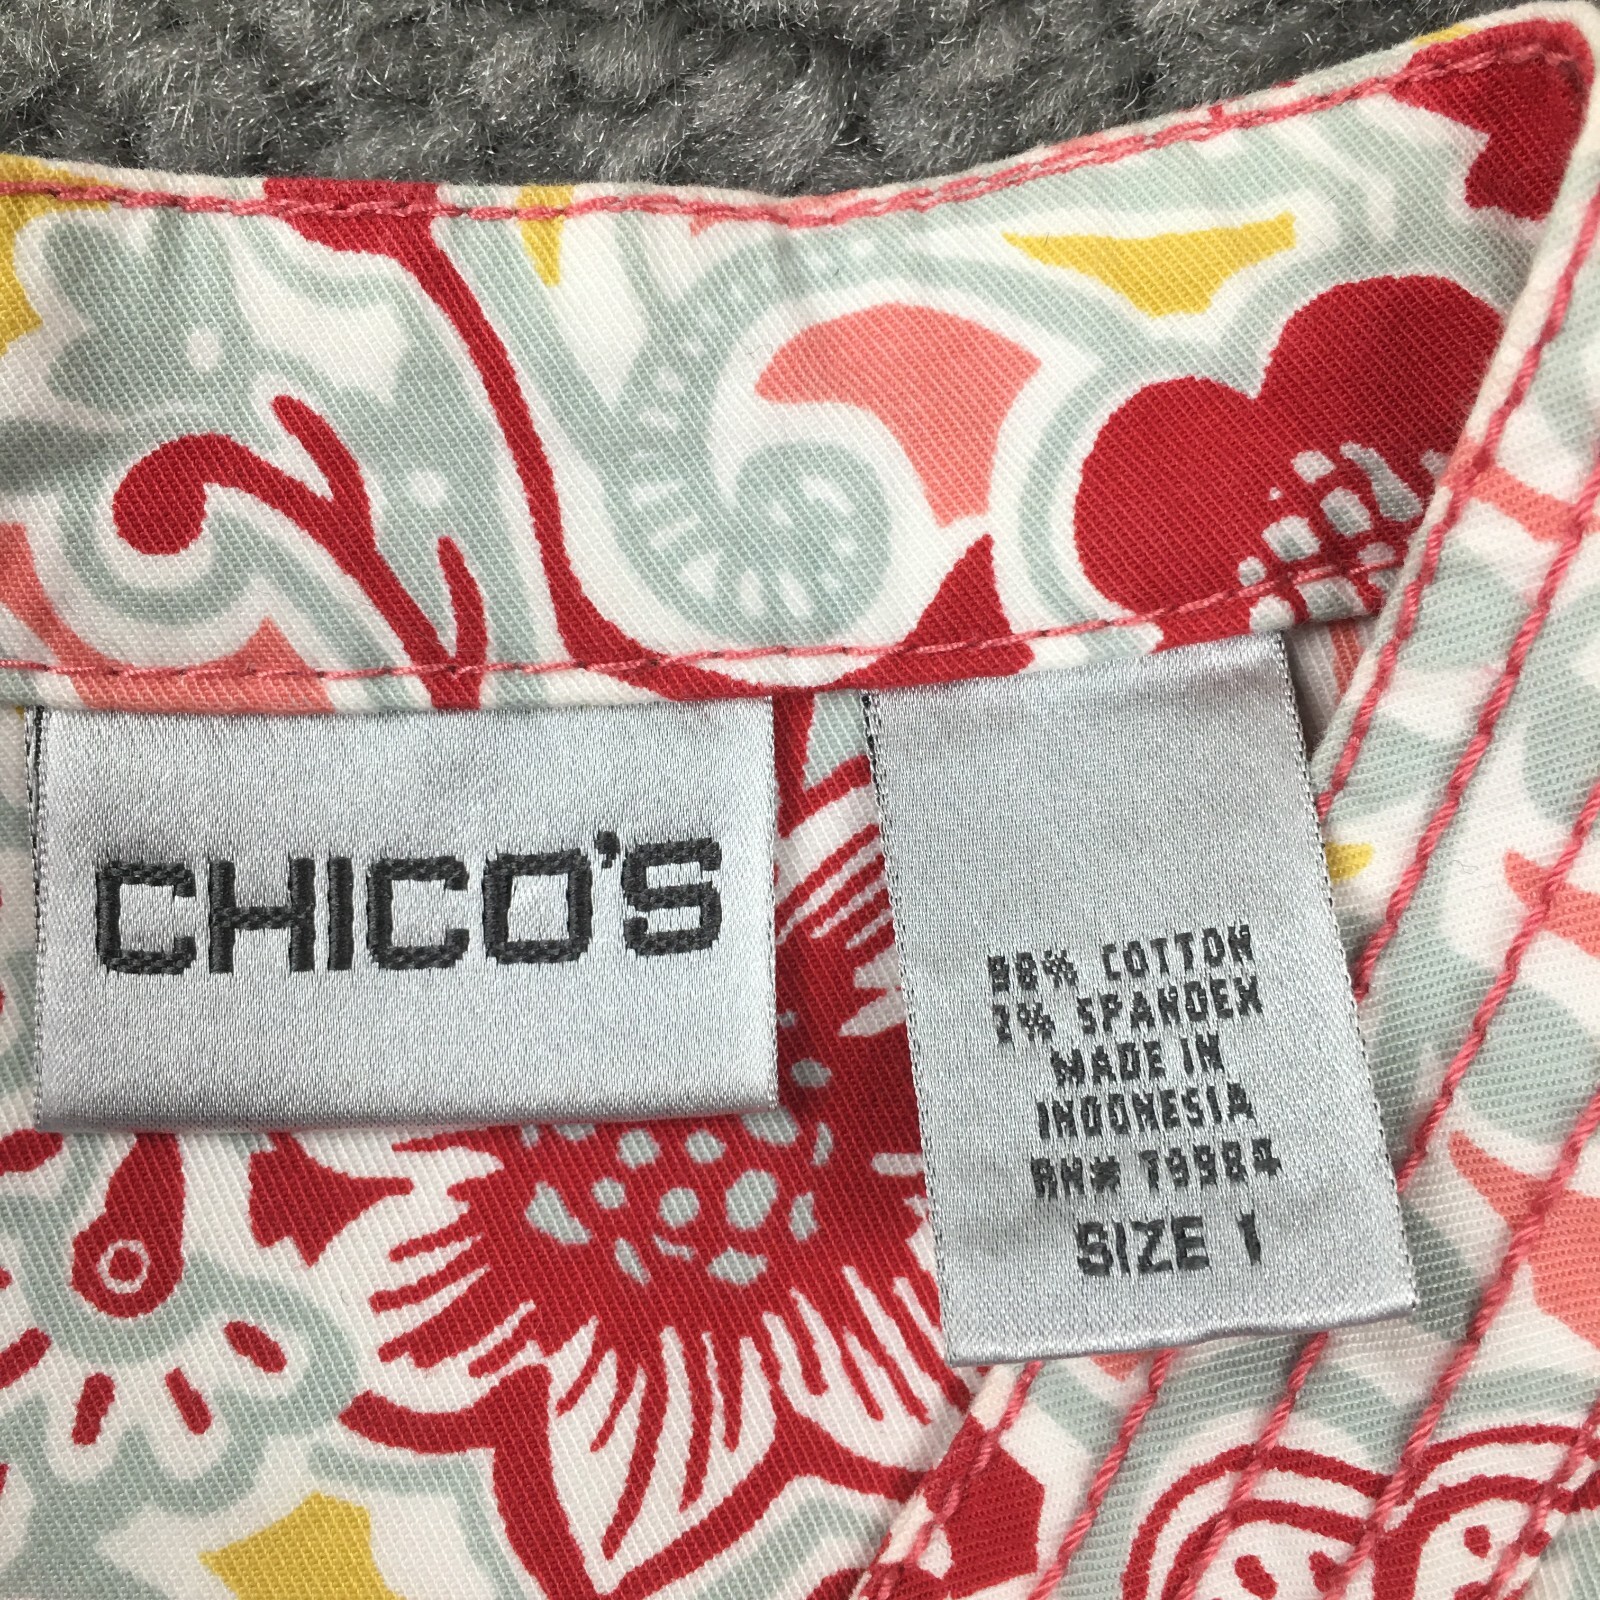 CHICO'S
98% COTTON
2% SPANDEX
MADE IN
INDONESIA
RN# 79984
SIZE 1